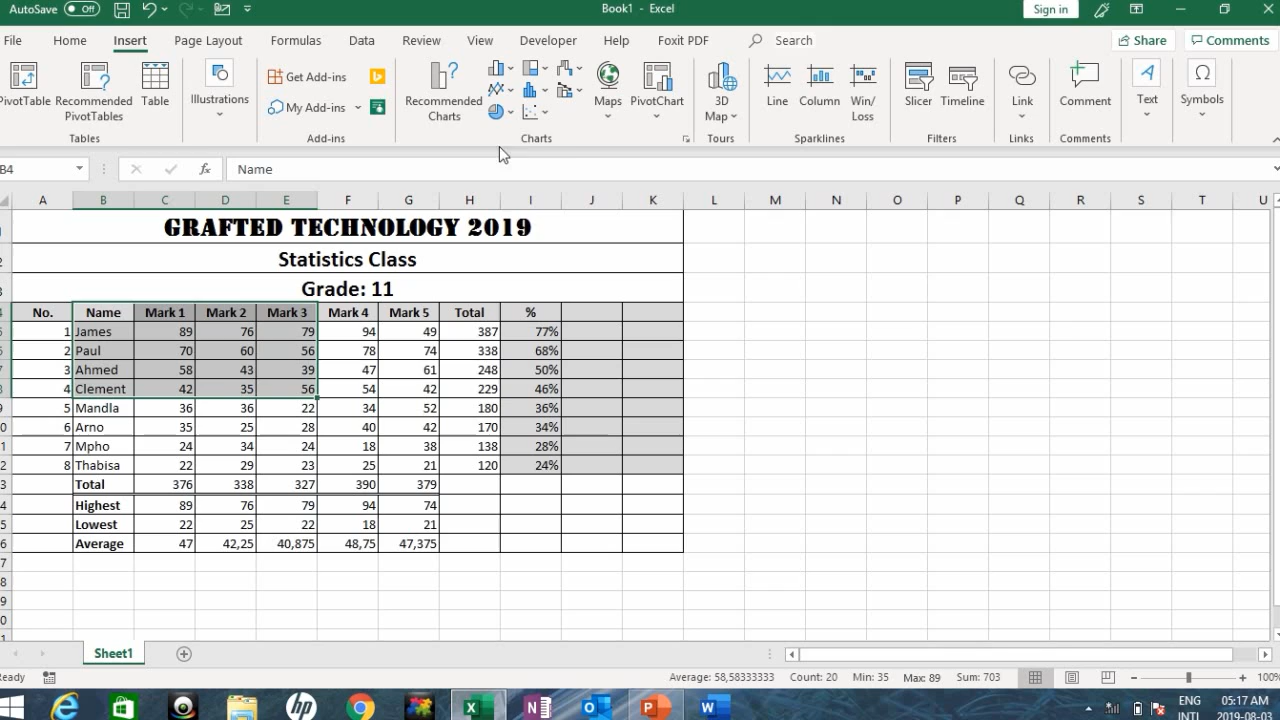 AutoSave Off Book1 - Excel Sign in
File Home Insert Page Layout Formulas Data Review View Developer Help Foxit PDF Search Share Comments
PivotTable Recommended PivotTables Table Illustrations Get Add-ins My Add-ins Recommended Charts Maps PivotChart 3D Map Line Column Win/Loss Slicer Timeline Link Comment Text Symbols
Tables Add-ins Charts Tours Sparklines Filters Links Comments
B4 fx Name
A B C D E F G H I J K L M N O P Q R S T U
GRAFTED TECHNOLOGY 2019
Statistics Class
Grade: 11
No. Name Mark 1 Mark 2 Mark 3 Mark 4 Mark 5 Total %
1 James 89 76 79 94 49 387 77%
2 Paul 70 60 56 78 74 338 68%
3 Ahmed 58 43 39 47 61 248 50%
4 Clement 42 35 56 54 42 229 46%
5 Mandla 36 36 22 34 52 180 36%
6 Arno 35 25 28 40 42 170 34%
7 Mpho 24 34 24 18 38 138 28%
8 Thabisa 22 29 23 25 21 120 24%
Total 376 338 327 390 379
Highest 89 76 79 94 74
Lowest 22 25 22 18 21
Average 47 42,25 40,875 48,75 47,375
Sheet1
Ready Average: 58,58333333 Count: 20 Min: 35 Max: 89 Sum: 703 100%
ENG 05:17 AM
INTL 2019-08-03